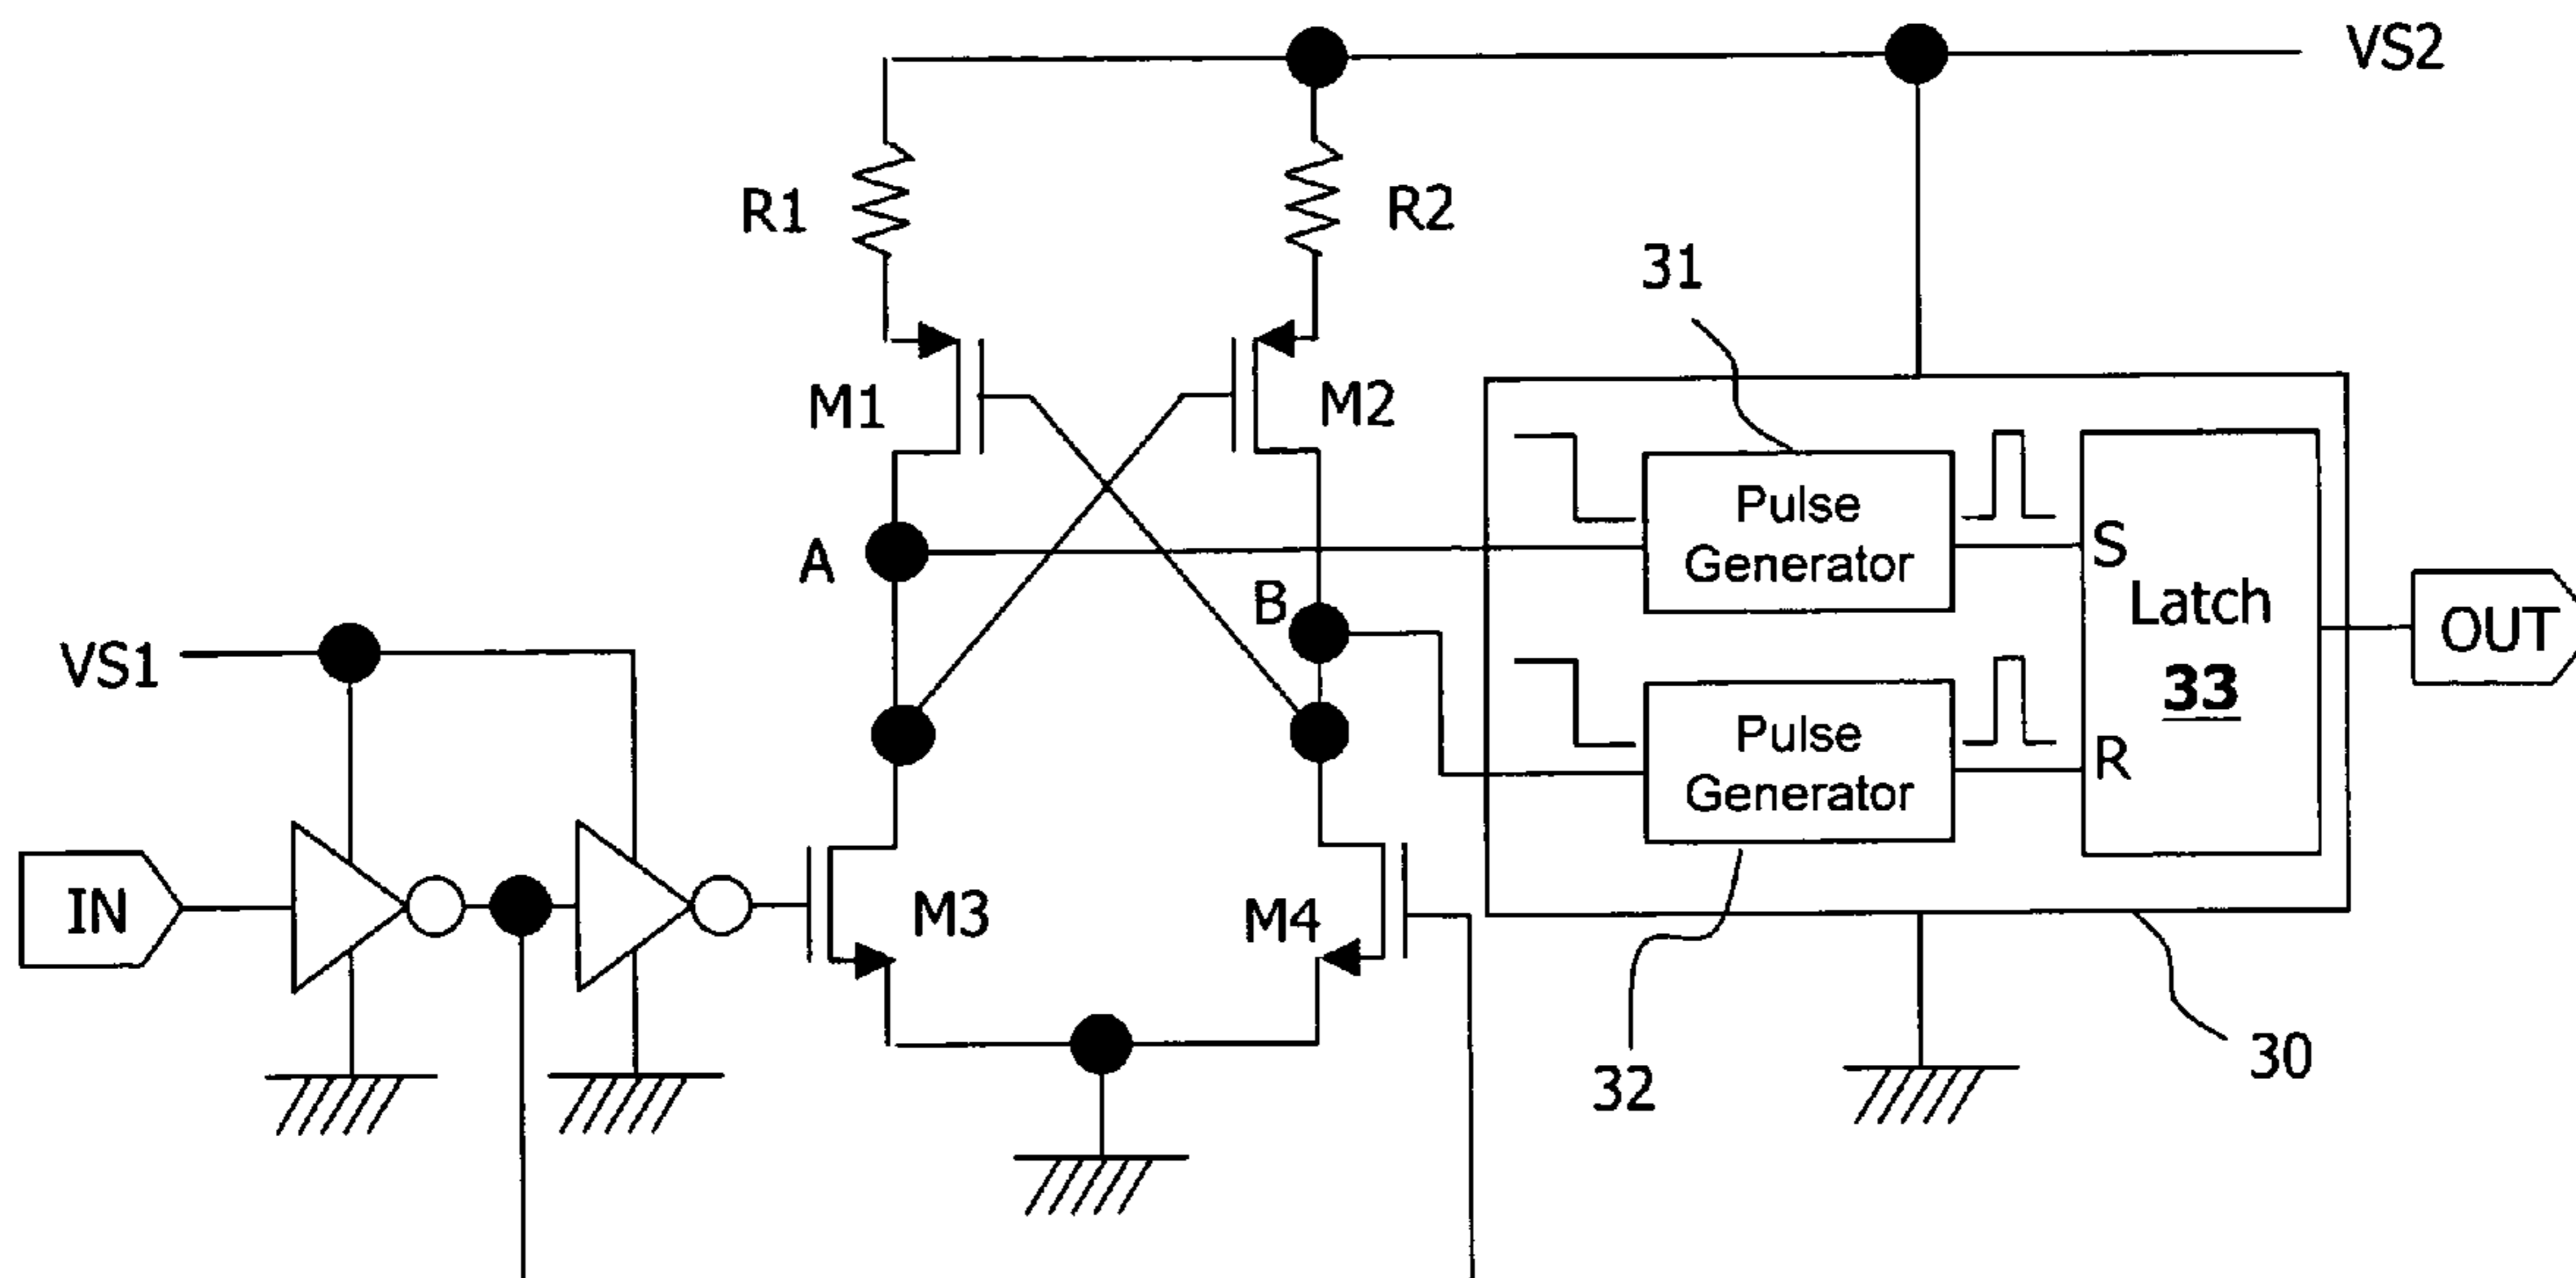 VS2
R1
R2
31
M1
M2
Pulse
Generator
S
A
B
Latch
33
OUT
VS1
Pulse
Generator
R
IN
M3
M4
32
30